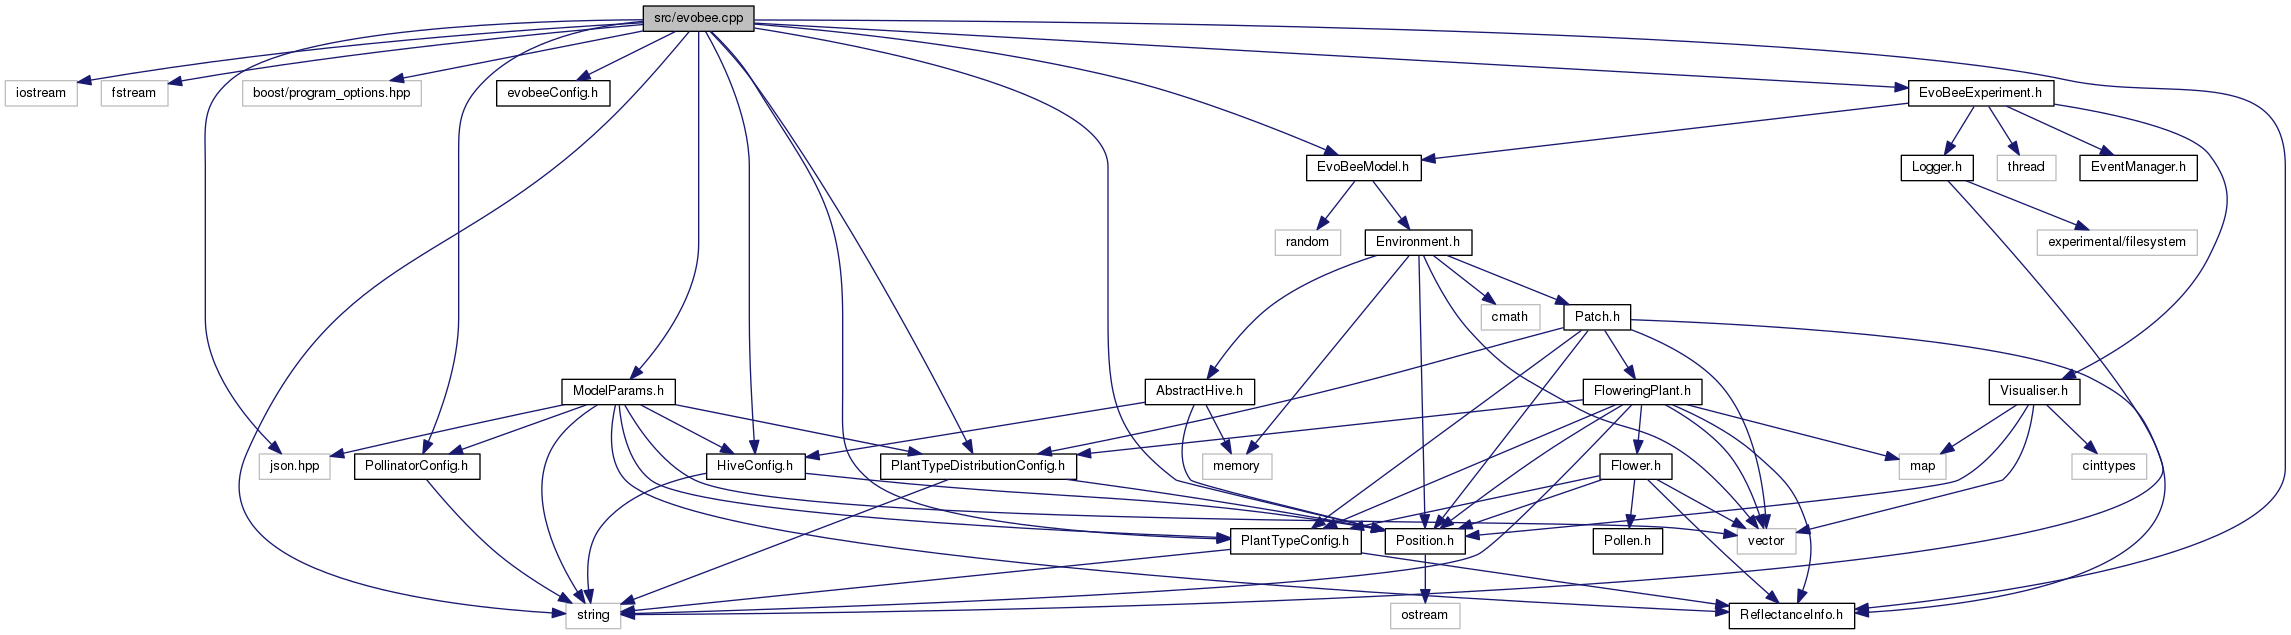 src/evobee.cpp
iostream
fstream
boost/program_options.hpp
evobeeConfig.h
EvoBeeExperiment.h
EvoBeeModel.h
Logger.h
thread
EventManager.h
random
Environment.h
experimental/filesystem
cmath
Patch.h
ModelParams.h
AbstractHive.h
FloweringPlant.h
Visualiser.h
json.hpp
PollinatorConfig.h
HiveConfig.h
PlantTypeDistributionConfig.h
memory
Flower.h
map
cinttypes
PlantTypeConfig.h
Position.h
Pollen.h
vector
string
ostream
ReflectanceInfo.h